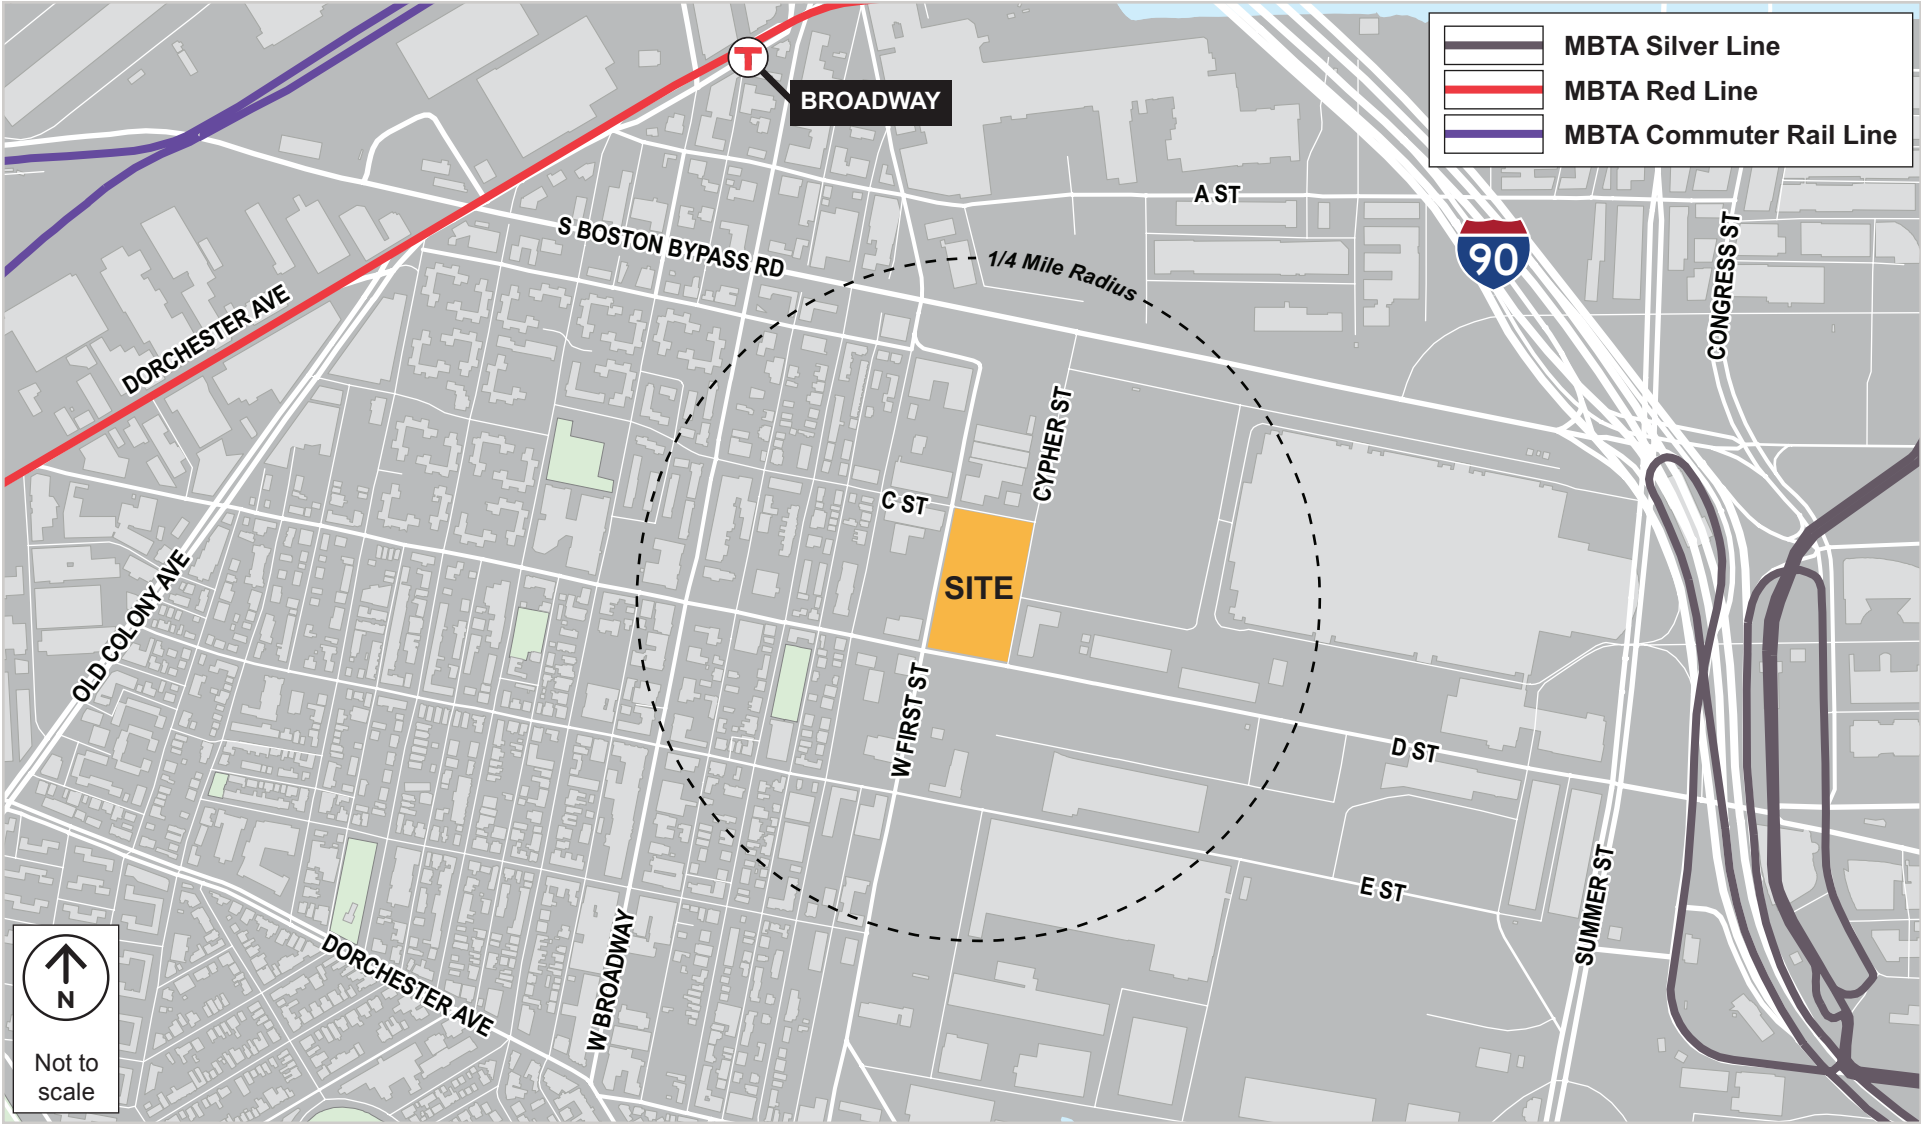 MBTA Silver Line
MBTA Red Line
MBTA Commuter Rail Line
T
BROADWAY
A ST
S BOSTON BYPASS RD
1/4 Mile Radius
90
CONGRESS ST
DORCHESTER AVE
CYPHER ST
C ST
SITE
OLD COLONY AVE
W FIRST ST
D ST
E ST
SUMMER ST
W BROADWAY
DORCHESTER AVE
N
Not to
scale